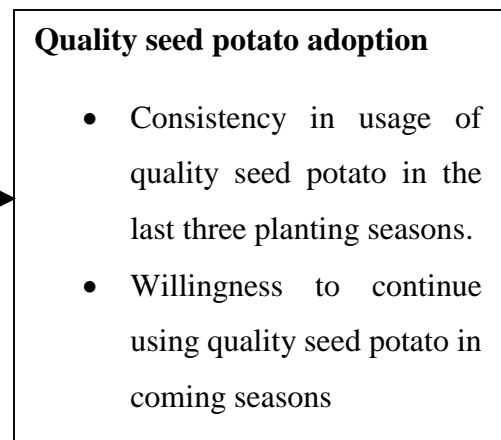 Quality seed potato adoption
• Consistency in usage of
quality seed potato in the
last three planting seasons.
• Willingness to continue
using quality seed potato in
coming seasons